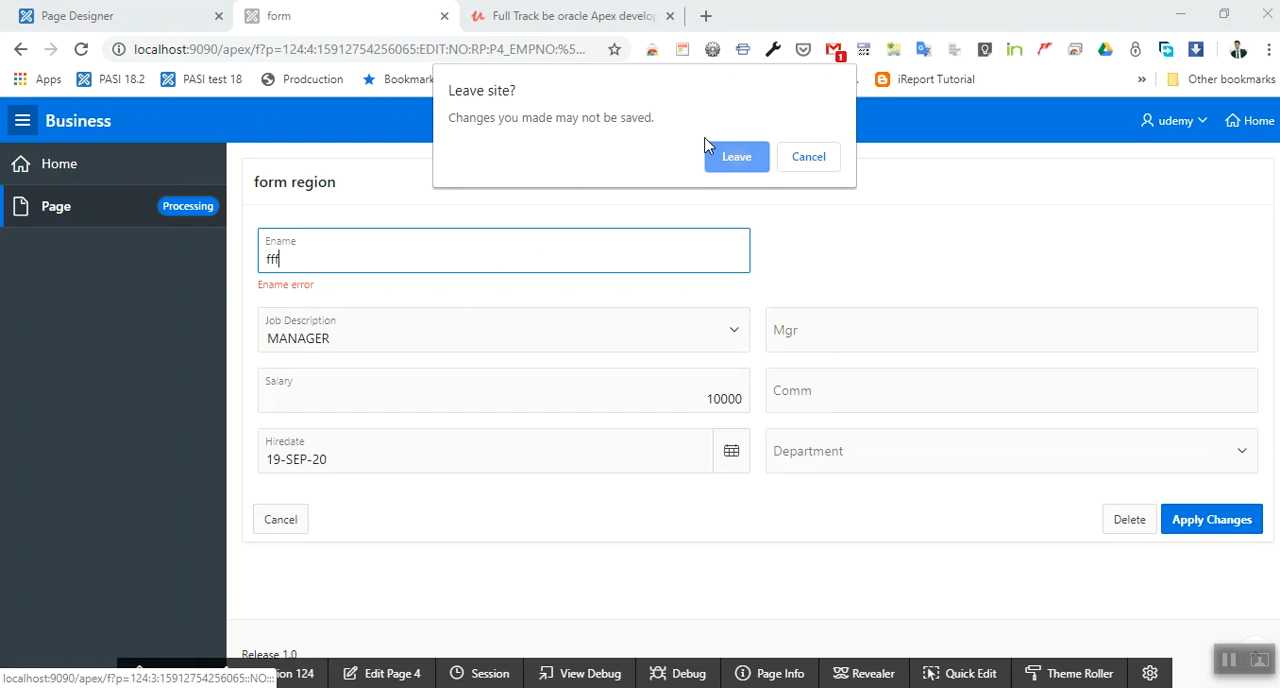 Page Designer
form
Full Track be oracle Apex develop
localhost:9090/apex/f?p=124:4:15912754256065:EDIT:NO:RP:P4_EMPNO:%5...
1
Apps
PASI 18.2
PASI test 18
Prodcuction
Bookmark
iReport Tutorial
»
Other bookmarks
Leave site?
Changes you made may not be saved.
Leave
Cancel
Business
udemy
Home
Home
Page
Processing
form region
Ename
fff
Ename error
Job Description
MANAGER
Mgr
Salary
10000
Comm
Hiredate
19-SEP-20
Department
Cancel
Delete
Apply Changes
Release 1.0
localhost:9090/apex/f?p=124:3:15912754256065::NO:::
on 124
Edit Page 4
Session
View Debug
Debug
Page Info
Revealer
Quick Edit
Theme Roller